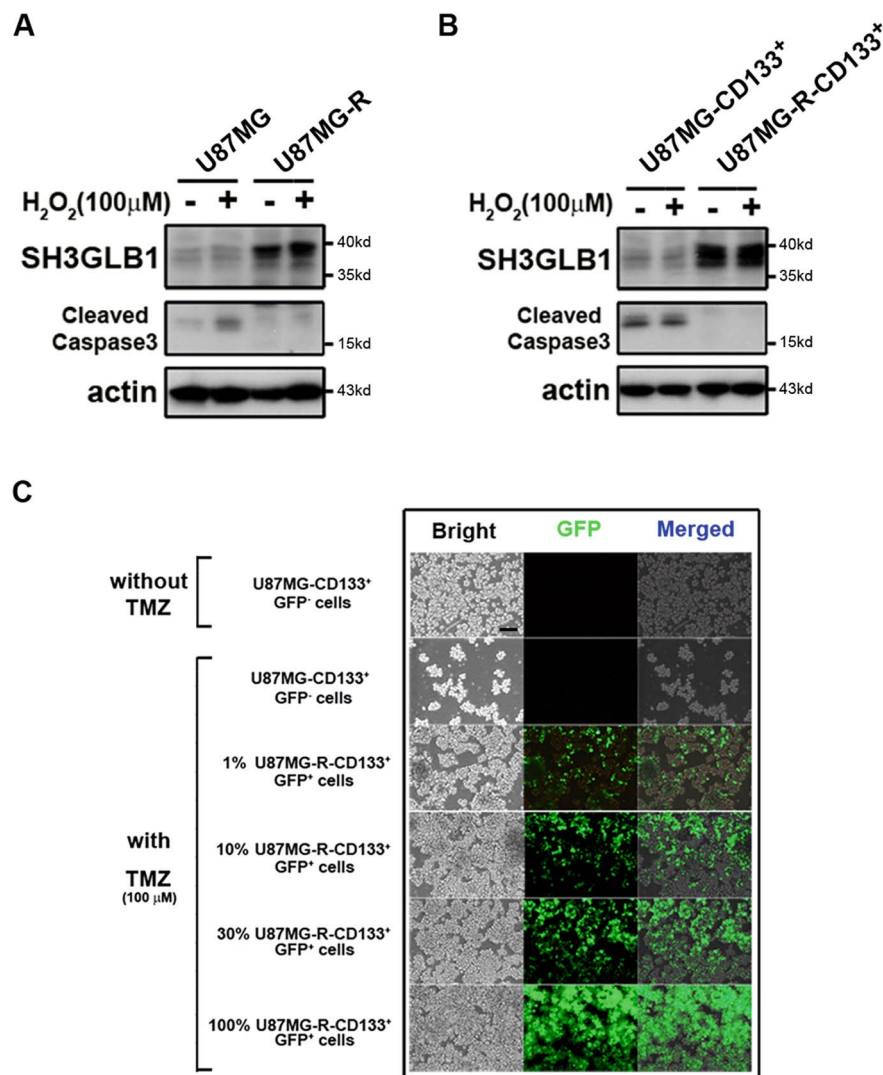 A
U87MG
U87MG-R
H₂O₂(100μM) - + - +
SH3GLB1
40kd
35kd
Cleaved
Caspase3
15kd
actin
43kd
B
U87MG-CD133⁺
U87MG-R-CD133⁺
H₂O₂(100μM) - + - +
SH3GLB1
40kd
35kd
Cleaved
Caspase3
15kd
actin
43kd
C
Bright GFP Merged
without
TMZ
U87MG-CD133⁺
GFP⁻ cells
with
TMZ
(100 μM)
U87MG-CD133⁺
GFP⁻ cells
1% U87MG-R-CD133⁺
GFP⁺ cells
10% U87MG-R-CD133⁺
GFP⁺ cells
30% U87MG-R-CD133⁺
GFP⁺ cells
100% U87MG-R-CD133⁺
GFP⁺ cells